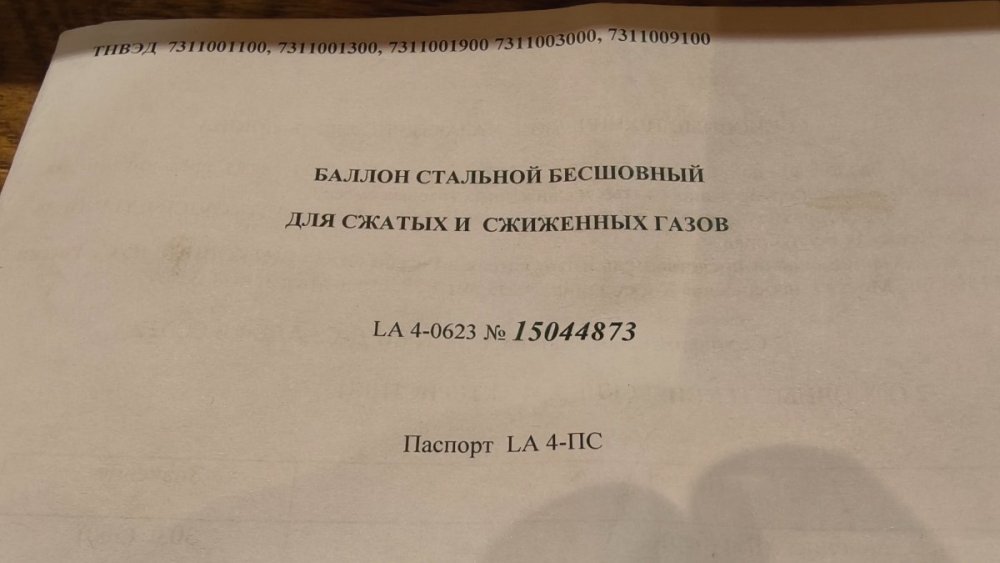 ТНВЭД 7311001100, 7311001300, 7311001900 7311003000, 7311009100
БАЛЛОН СТАЛЬНОЙ БЕСШОВНЫЙ
ДЛЯ СЖАТЫХ И СЖИЖЕННЫХ ГАЗОВ
LA 4-0623 № 15044873
Паспорт LA 4-ПС